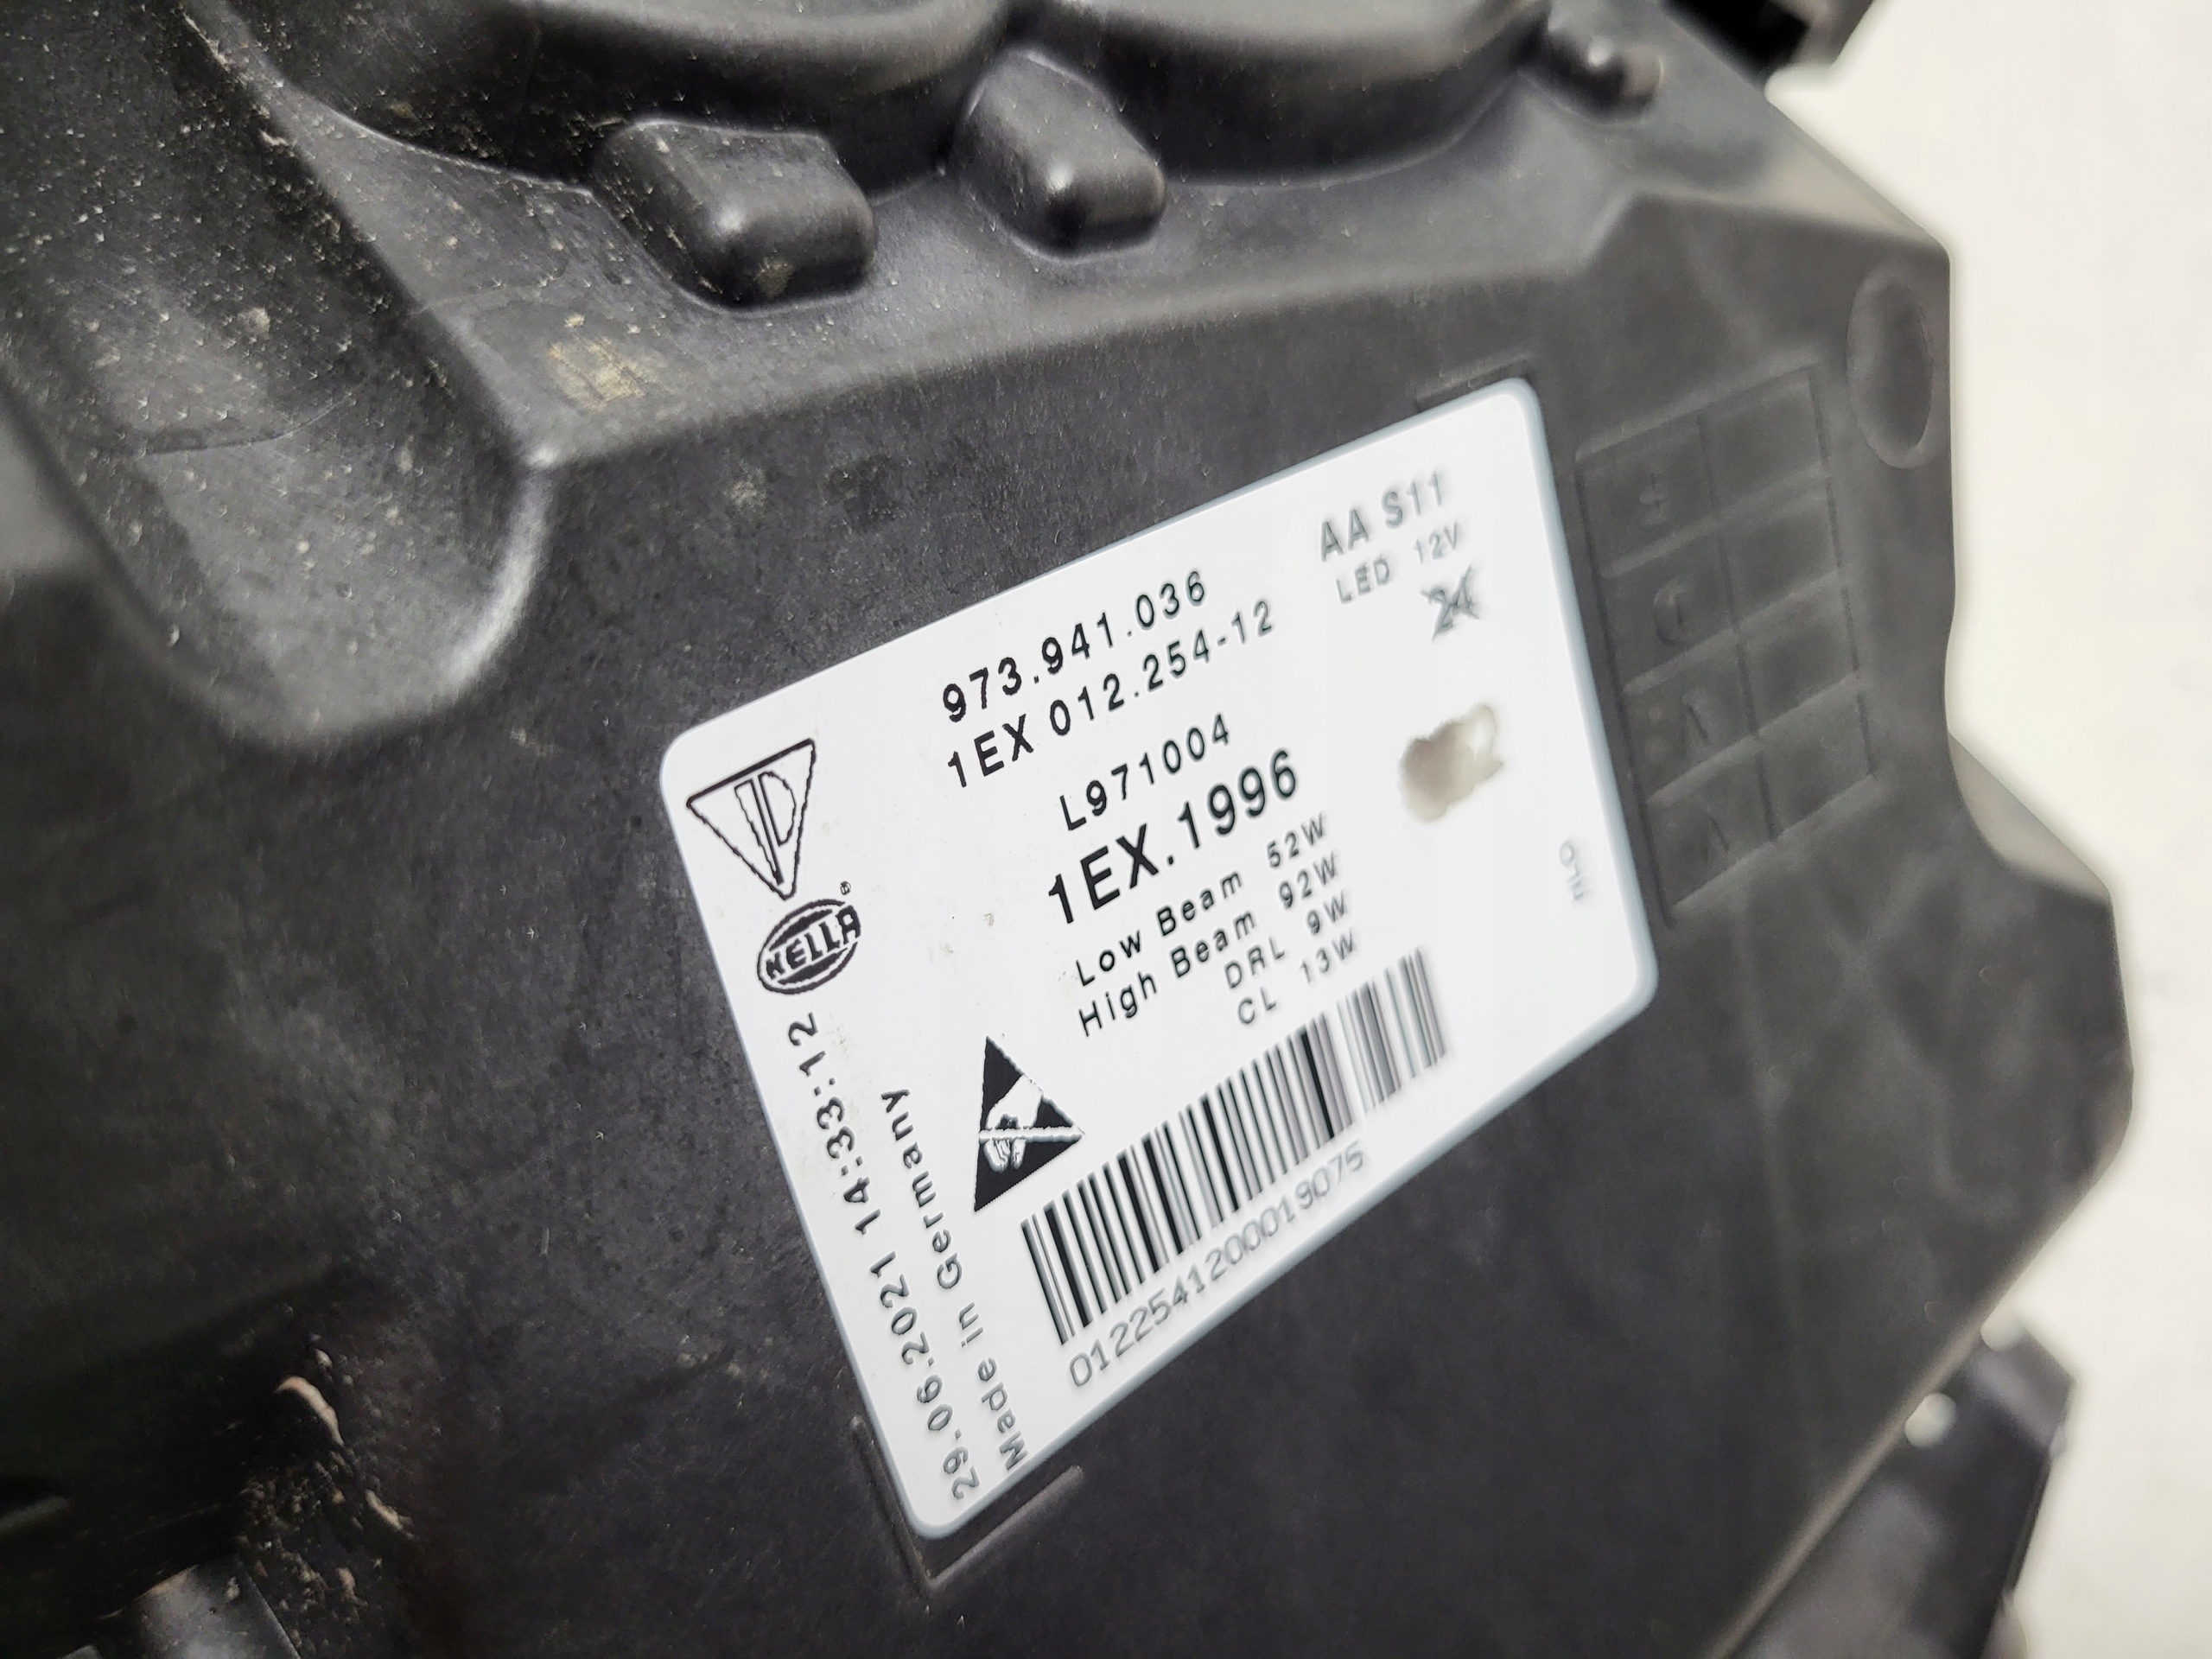 973.941.036
1EX 012.254-12
AA S11
LED 12V
L971004
1EX.1996
Low Beam 52W
High Beam 92W
DRL 9W
CL 13W
HELLA®
29.06.2021 14:33:12
Made in Germany
0122541200019075